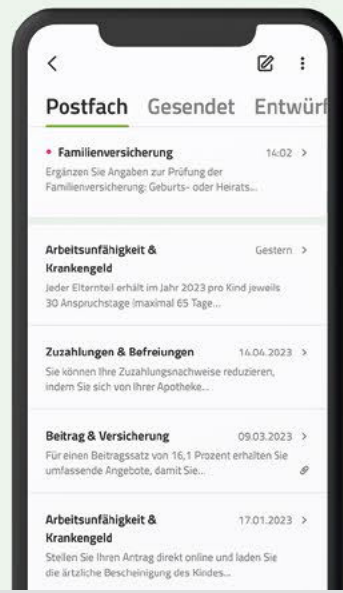 Postfach Gesendet Entwürf
Familienversicherung 14:02
Ergänzen Sie Angaben zur Prüfung der
Familienversicherung: Geburts- oder Heirats...
Arbeitsunfähigkeit & Gestern
Krankengeld
Jeder Elternteil erhält im Jahr 2023 pro Kind jeweils
30 Anspruchstage (maximal 65 Tage...
Zuzahlungen & Befreiungen 14.04.2023
Sie können Ihre Zuzahlungsnachweise reduzieren,
indem Sie sich von Ihrer Apotheke...
Beitrag & Versicherung 09.03.2023
Für einen Beitragssatz von 16,1 Prozent erhalten Sie
umfassende Angebote, damit Sie...
Arbeitsunfähigkeit & 17.01.2023
Krankengeld
Stellen Sie Ihren Antrag direkt online und laden Sie
die ärtzliche Bescheinigung des Kindes...